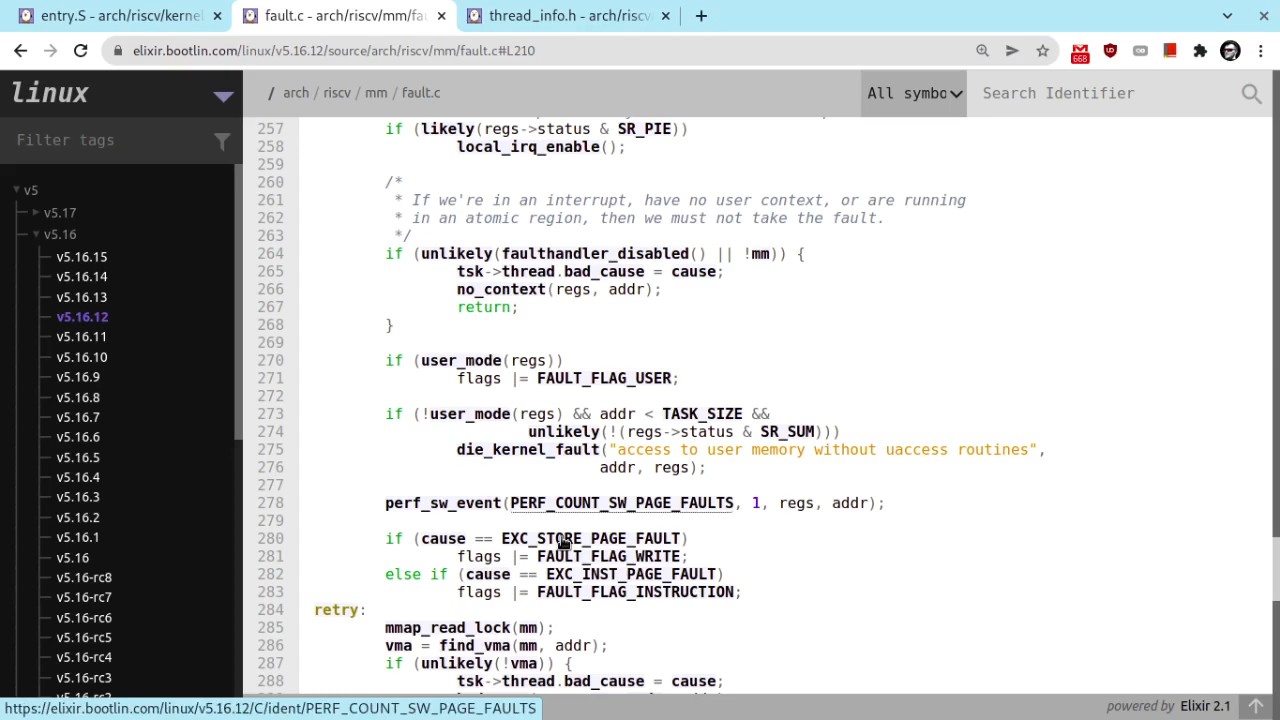 entry.S - arch/riscv/kernel
fault.c - arch/riscv/mm/fau
thread_info.h - arch/riscv
elixir.bootlin.com/linux/v5.16.12/source/arch/riscv/mm/fault.c#L210
668
linux
/ arch / riscv / mm / fault.c
All symbo
Search Identifier
Filter tags
v5
v5.17
v5.16
v5.16.15
v5.16.14
v5.16.13
v5.16.12
v5.16.11
v5.16.10
v5.16.9
v5.16.8
v5.16.7
v5.16.6
v5.16.5
v5.16.4
v5.16.3
v5.16.2
v5.16.1
v5.16
v5.16-rc8
v5.16-rc7
v5.16-rc6
v5.16-rc5
v5.16-rc4
v5.16-rc3
257 if (likely(regs->status & SR_PIE))
258 local_irq_enable();
259
260 /*
261 * If we're in an interrupt, have no user context, or are running
262 * in an atomic region, then we must not take the fault.
263 */
264 if (unlikely(faulthandler_disabled() || !mm)) {
265 tsk->thread.bad_cause = cause;
266 no_context(regs, addr);
267 return;
268 }
269
270 if (user_mode(regs))
271 flags |= FAULT_FLAG_USER;
272
273 if (!user_mode(regs) && addr < TASK_SIZE &&
274 unlikely(!(regs->status & SR_SUM)))
275 die_kernel_fault("access to user memory without uaccess routines",
276 addr, regs);
277
278 perf_sw_event(PERF_COUNT_SW_PAGE_FAULTS, 1, regs, addr);
279
280 if (cause == EXC_STORE_PAGE_FAULT)
281 flags |= FAULT_FLAG_WRITE;
282 else if (cause == EXC_INST_PAGE_FAULT)
283 flags |= FAULT_FLAG_INSTRUCTION;
284 retry:
285 mmap_read_lock(mm);
286 vma = find_vma(mm, addr);
287 if (unlikely(!vma)) {
288 tsk->thread.bad_cause = cause;
https://elixir.bootlin.com/linux/v5.16.12/C/ident/PERF_COUNT_SW_PAGE_FAULTS
powered by Elixir 2.1